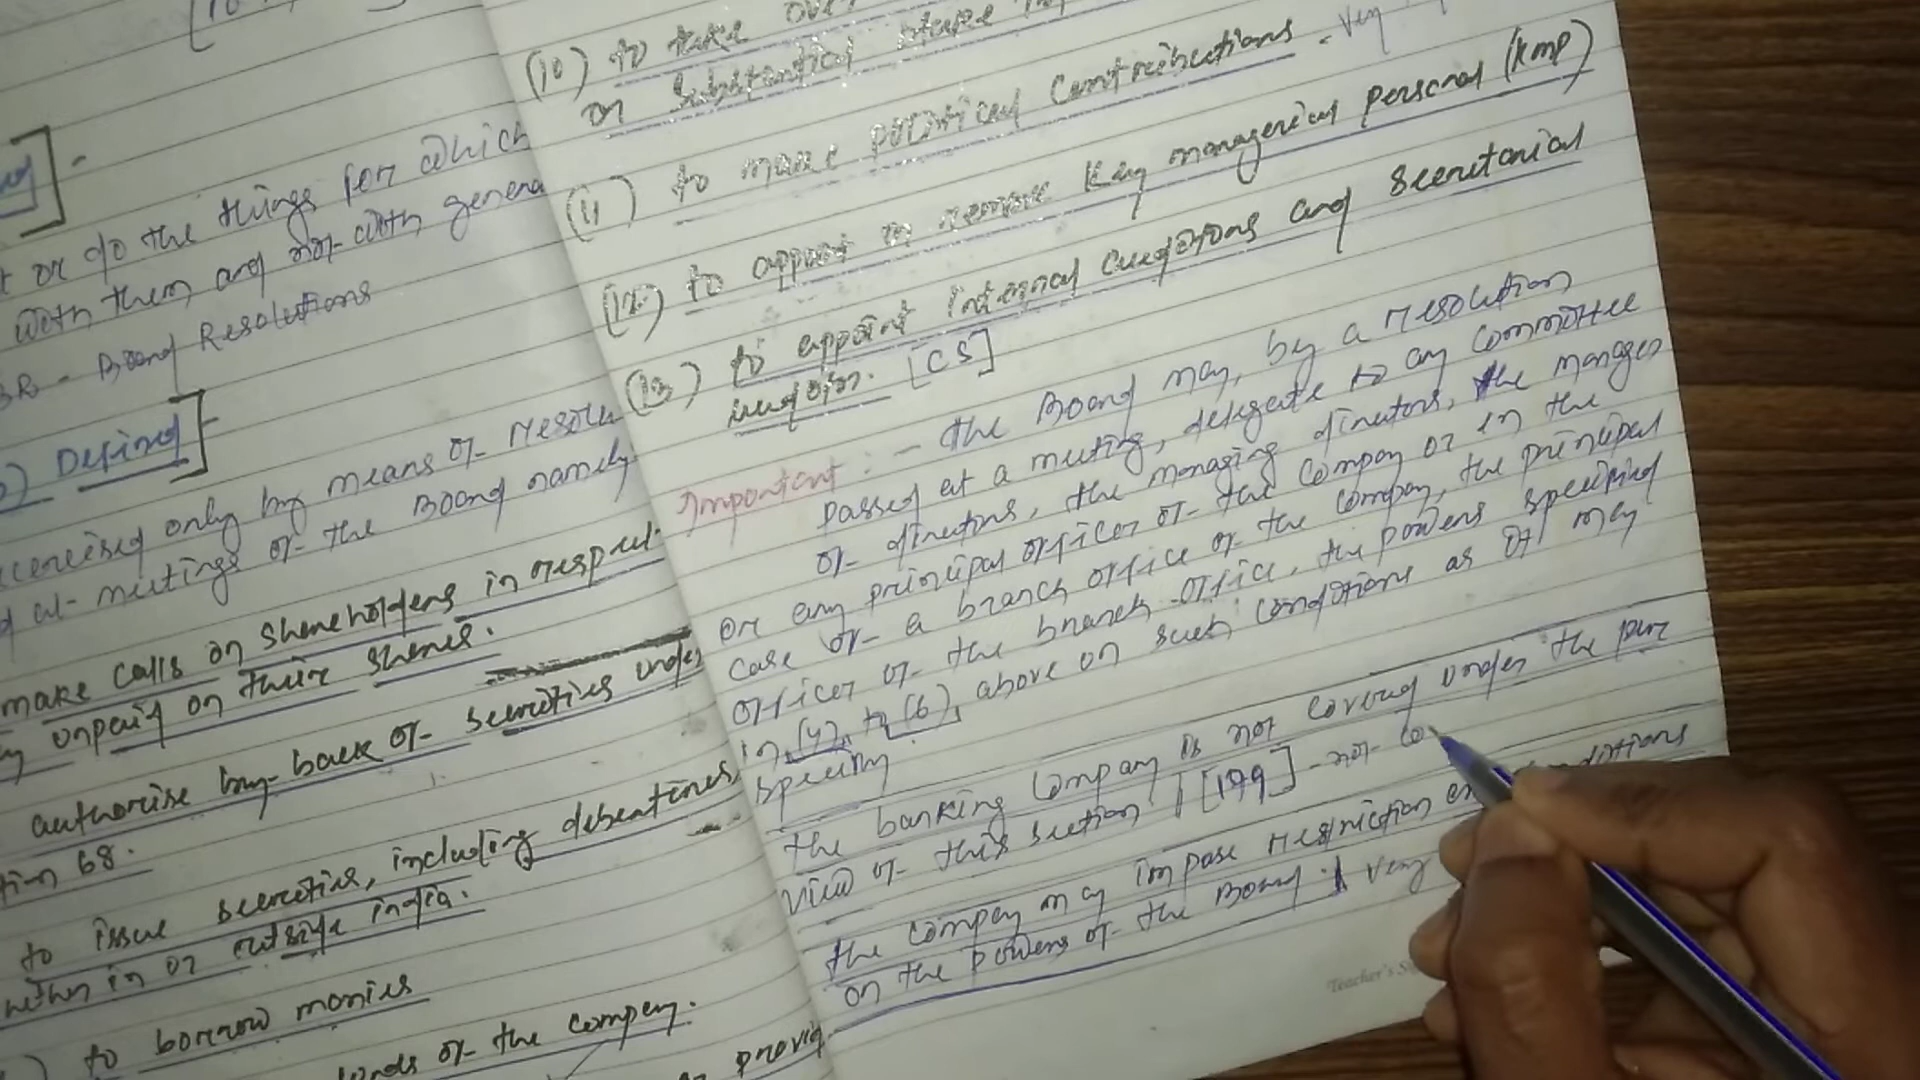 or do the things for which
with them and not with genera
BR - Board Resolutions
Defined]
only by means of resolu
meetings of the Board namely
make calls on shareholders in respect
unpaid on their shares.
authorise buy-back of securities under
tion 68.
to issue securities, including debentures,
in or outside india.
to borrow monies
of the company.
(10) to take over
or substantial stake in
(11) to make political contributions - very
(12) to appoint or remove key managerial personal (KMP)
(13) to appoint internal auditors and secretarial
auditor. [CS]
Important :- the Board may, by a resolution
passed at a meeting, delegate to any committee
of directors, the managing directors, the manager
or any principal officer of the company or in the
case of a branch office of the company, the principal
officer of the branch office, the powers specified
in (4) to (6) above on such conditions as it may
specify
the banking company is not covered under the pur
view of this section [179] - not co
the company may impose restriction conditions
on the powers of the Board. very
Teacher's S